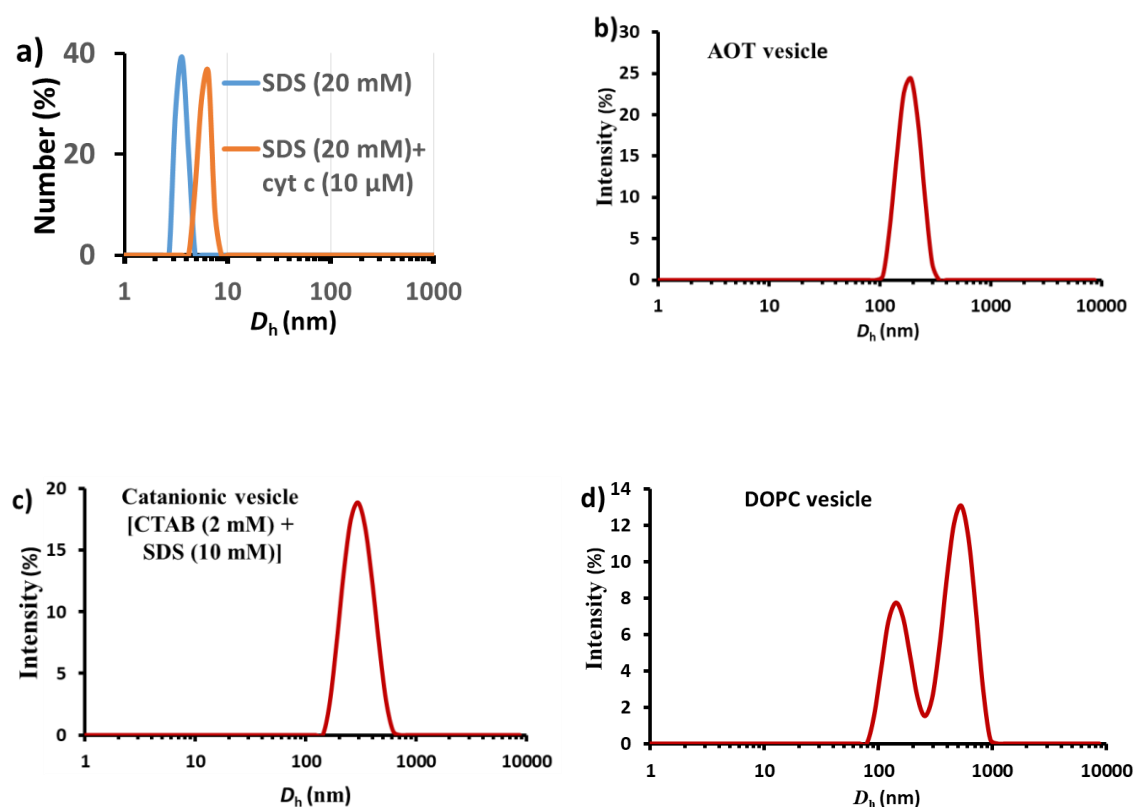 a)
Number (%)
40
20
0
SDS (20 mM)
SDS (20 mM)+
cyt c (10 µM)
1 10 100 1000
Dh (nm)
b)
AOT vesicle
Intensity (%)
30
25
20
15
10
5
0
1 10 100 1000 10000
Dh (nm)
c)
Catanionic vesicle
[CTAB (2 mM) +
SDS (10 mM)]
Intensity (%)
20
15
10
5
0
1 10 100 1000 10000
Dh (nm)
d)
DOPC vesicle
Intensity (%)
14
12
10
8
6
4
2
0
1 10 100 1000 10000
Dh (nm)